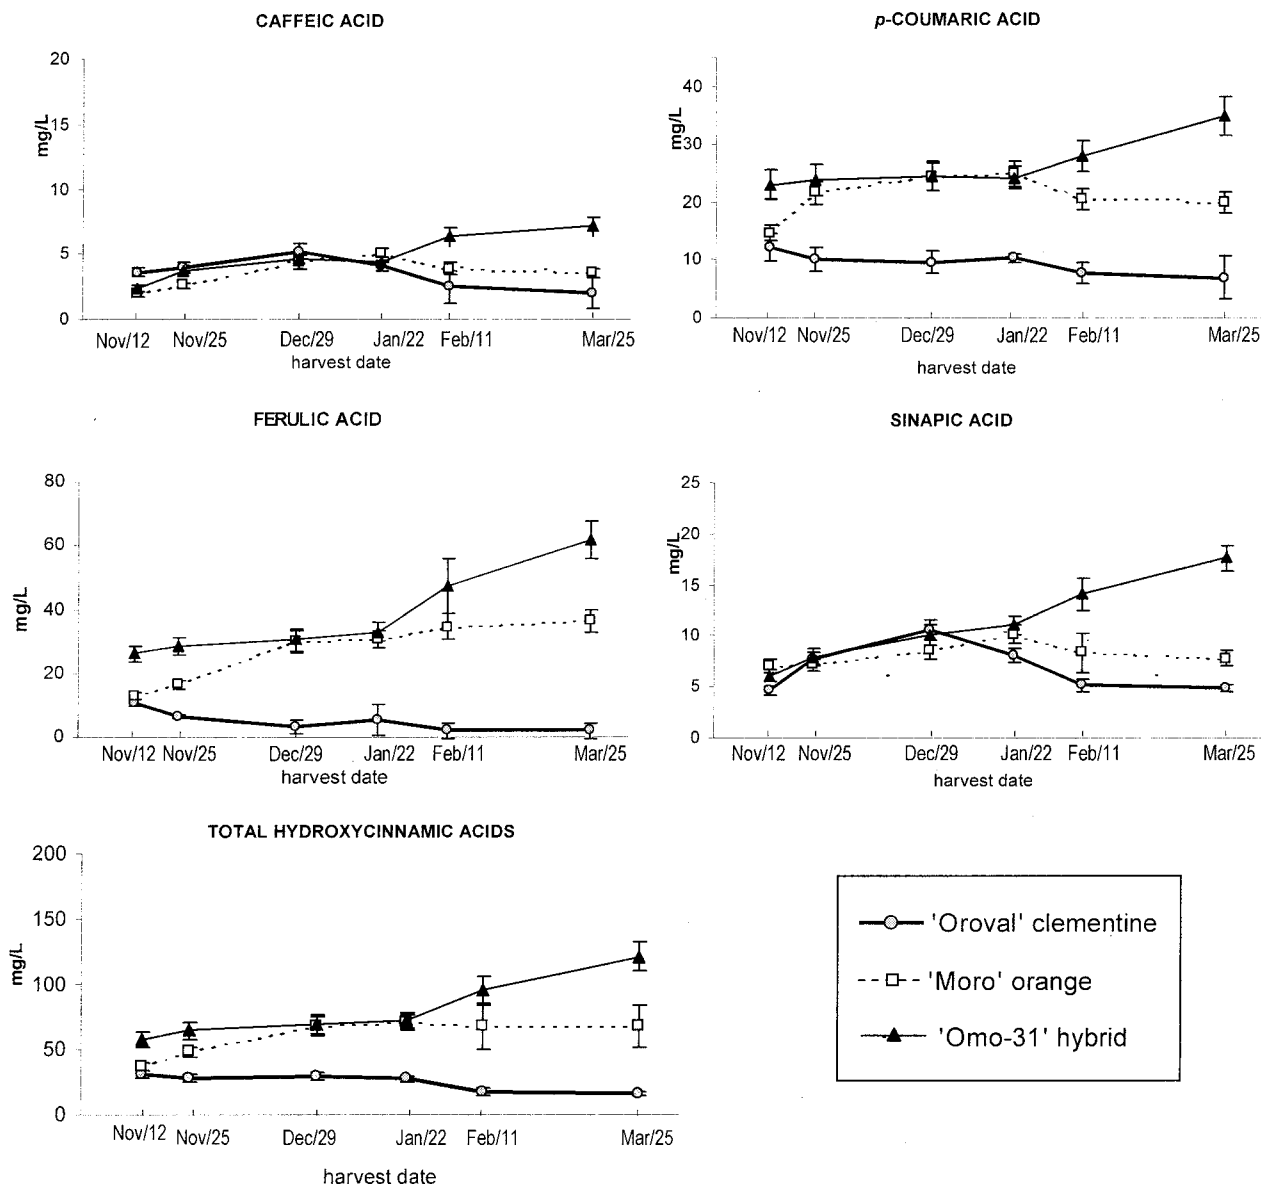 CAFFEIC ACID
20
15
10
5
0
mg/L
Nov/12 Nov/25 Dec/29 Jan/22 Feb/11 Mar/25
harvest date
p-COUMARIC ACID
40
30
20
10
0
mg/L
Nov/12 Nov/25 Dec/29 Jan/22 Feb/11 Mar/25
harvest date
FERULIC ACID
80
60
40
20
0
mg/L
Nov/12 Nov/25 Dec/29 Jan/22 Feb/11 Mar/25
harvest date
SINAPIC ACID
25
20
15
10
5
0
mg/L
Nov/12 Nov/25 Dec/29 Jan/22 Feb/11 Mar/25
harvest date
TOTAL HYDROXYCINNAMIC ACIDS
200
150
100
50
0
mg/L
Nov/12 Nov/25 Dec/29 Jan/22 Feb/11 Mar/25
harvest date
'Oroval' clementine
'Moro' orange
'Omo-31' hybrid